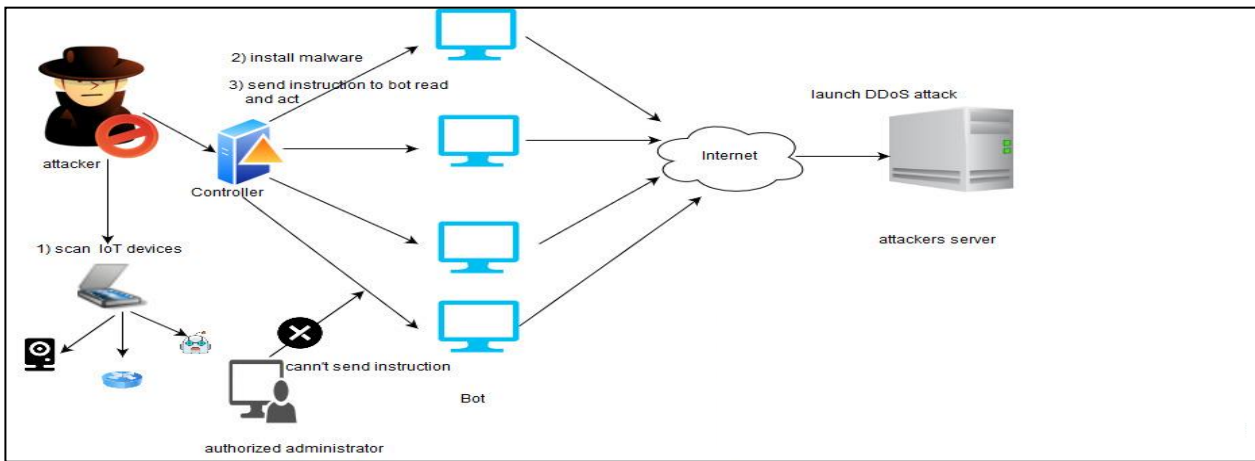 2) install malware
3) send instruction to bot read
and act
launch DDoS attack
attacker
Internet
Controller
1) scan IoT devices
attackers server
cann't send instruction
Bot
authorized administrator